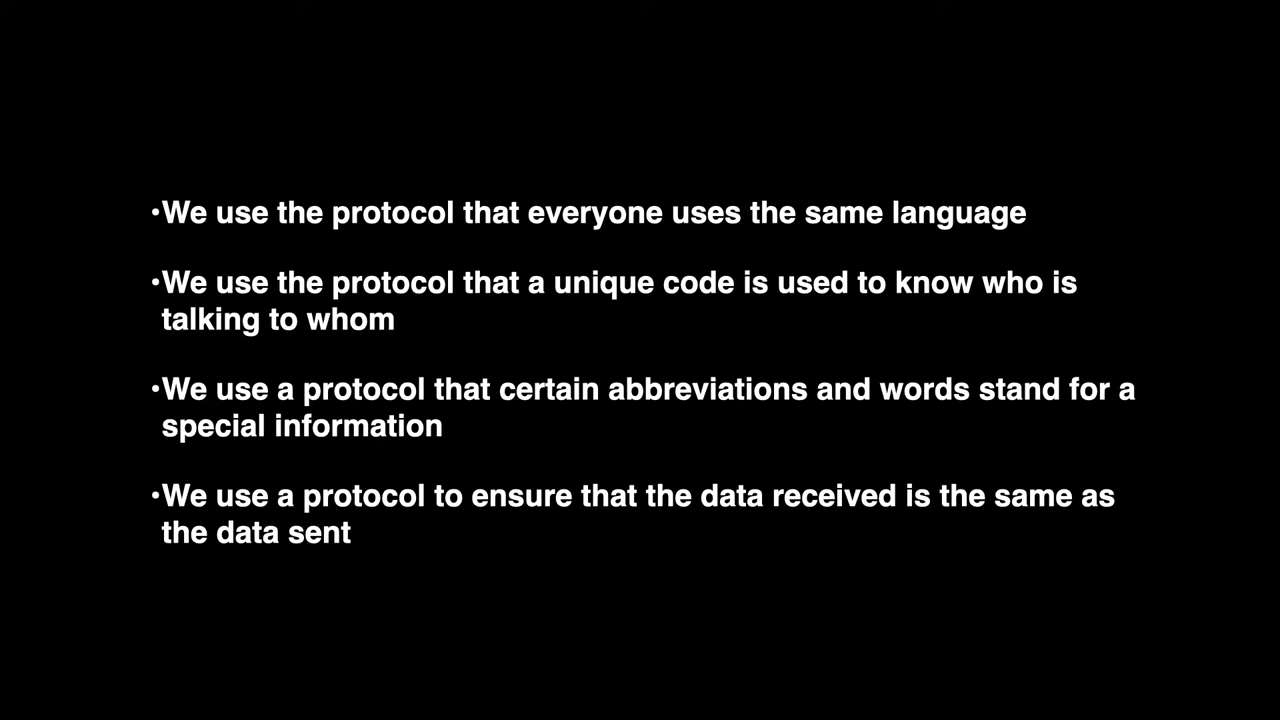 •We use the protocol that everyone uses the same language
•We use the protocol that a unique code is used to know who is
talking to whom
•We use a protocol that certain abbreviations and words stand for a
special information
•We use a protocol to ensure that the data received is the same as
the data sent